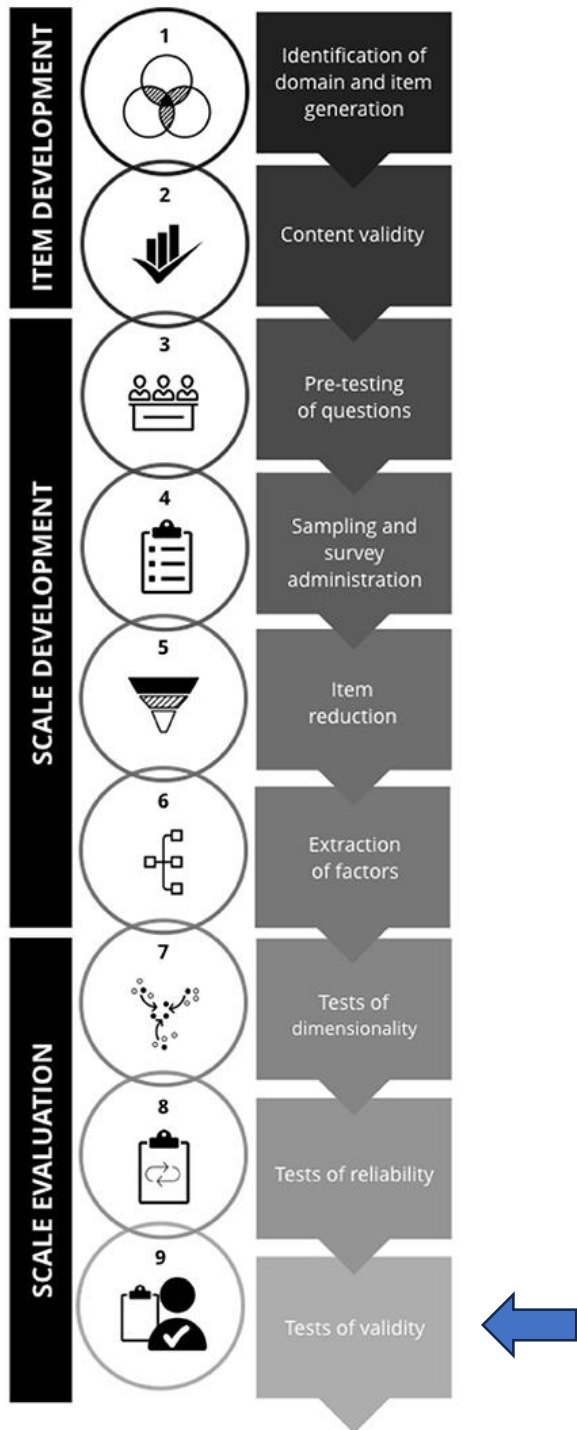 ITEM DEVELOPMENT
1
Identification of
domain and item
generation
2
Content validity
SCALE DEVELOPMENT
3
Pre-testing
of questions
4
Sampling and
survey
administration
5
Item
reduction
6
Extraction
of factors
SCALE EVALUATION
7
Tests of
dimensionality
8
Tests of reliability
9
Tests of validity